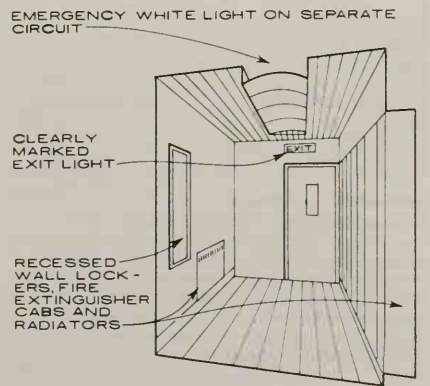 EMERGENCY WHITE LIGHT ON SEPARATE
CIRCUIT
CLEARLY
MARKED
EXIT LIGHT
EXIT
RECESSED
WALL LOCK-
ERS, FIRE
EXTINGUISHER
CABS AND
RADIATORS